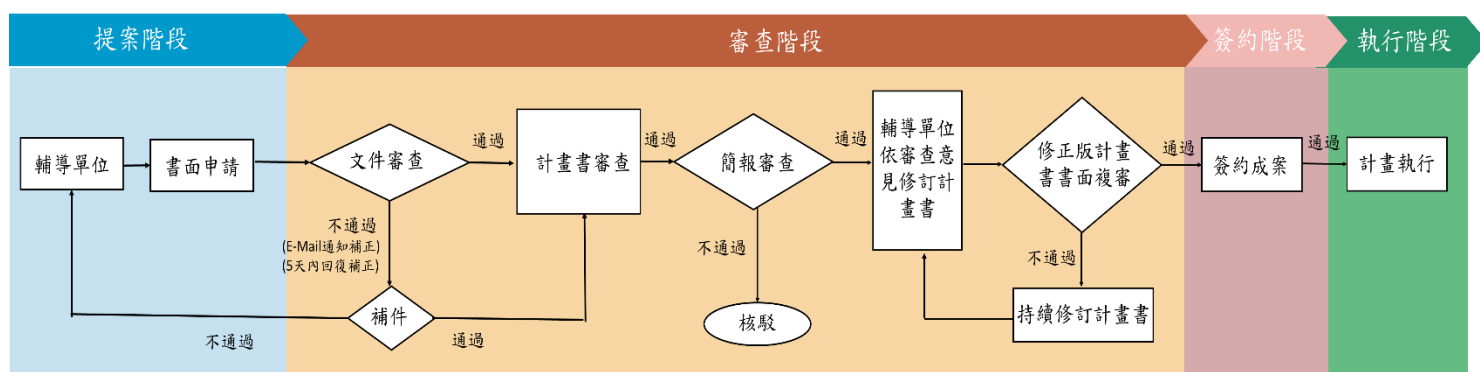 提案階段
審查階段
簽約階段
執行階段
輔導單位
書面申請
文件審查
通過
計畫書審查
通過
簡報審查
通過
輔導單位
依審查意
見修訂計
畫書
修正版計畫
書書面複審
通過
簽約成案
通過
計畫執行
不通過
(E-Mail通知補正)
(5天內回復補正)
不通過
不通過
補件
核駁
持續修訂計畫書
不通過
通過